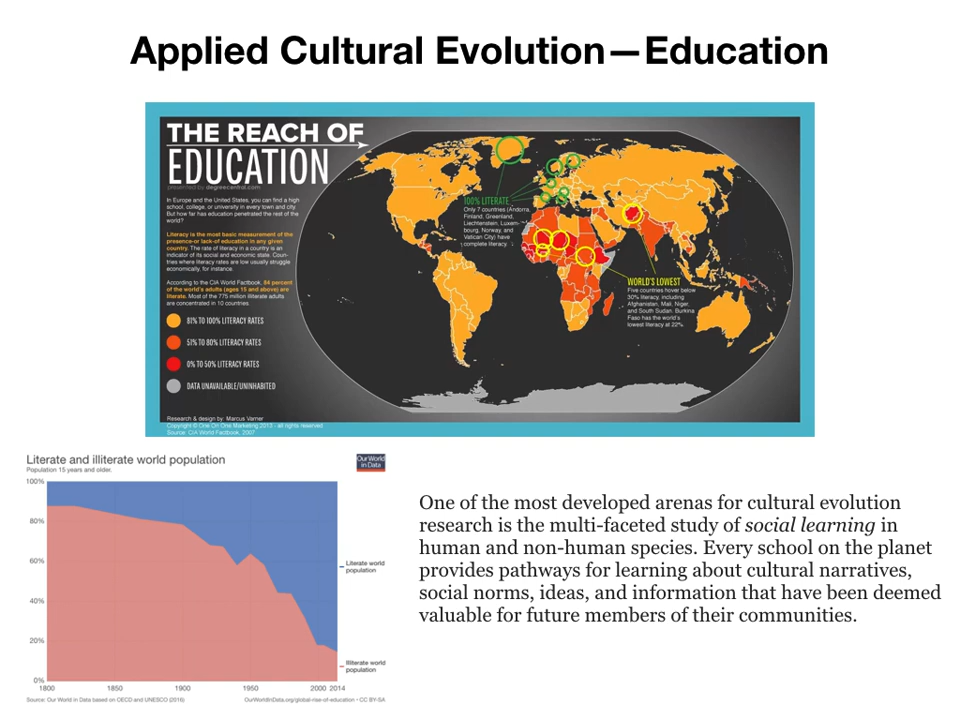 Applied Cultural Evolution—Education
THE REACH OF
EDUCATION
presented by degreecentral.com
In Europe and the United States, you can find a high
school, college, or university in every town and city.
But how far has education penetrated the rest of the
world?
Literacy is the most basic measurement of the
presence-or lack-of education in any given
country. The rate of literacy in a country is an
indicator of its social and economic state. Coun-
tries where literacy rates are low usually struggle
economically, for instance.
According to the CIA World Factbook, 84 percent
of the world's adults (ages 15 and above) are
literate. Most of the 775 million illiterate adults
are concentrated in 10 countries.
81% TO 100% LITERACY RATES
51% TO 80% LITERACY RATES
0% TO 50% LITERACY RATES
DATA UNAVAILABLE/UNINHABITED
Research & design by: Marcus Varner
Copyright © One On One Marketing 2013 - all rights reserved
Source: CIA World Factbook, 2007
100% LITERATE
Only 7 countries (Andorra,
Finland, Greenland,
Liechtenstein, Luxem-
bourg, Norway, and
Vatican City) have
complete literacy.
WORLD'S LOWEST
Five countries hover below
30% literacy, including
Afghanistan, Mali, Niger,
and South Sudan. Burkina
Faso has the world's
lowest literacy at 22%.
Literate and illiterate world population
Population 15 years and older.
Our World
in Data
100%
80%
60%
40%
20%
0%
1800
1850
1900
1950
2000 2014
Literate world
population
Illiterate world
population
Source: Our World in Data based on OECD and UNESCO (2016)
OurWorldInData.org/global-rise-of-education • CC BY-SA
One of the most developed arenas for cultural evolution
research is the multi-faceted study of social learning in
human and non-human species. Every school on the planet
provides pathways for learning about cultural narratives,
social norms, ideas, and information that have been deemed
valuable for future members of their communities.